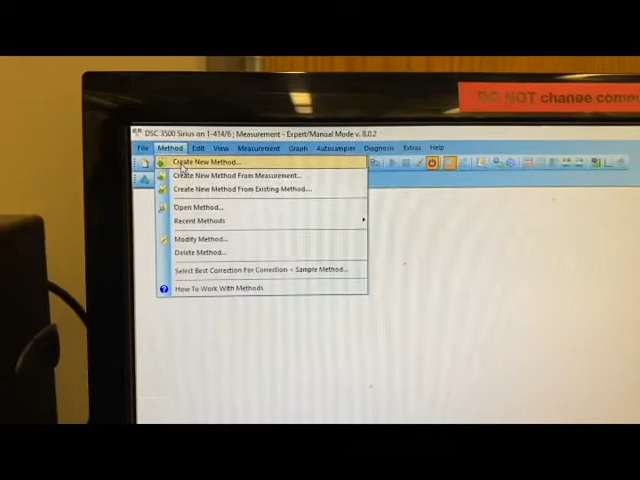 DO NOT change compu
DSC 3500 Sirius on 1-414/6 ; Measurement - Expert/Manual Mode v. 8.0.2
File Method Edit View Measurement Graph Autosampler Diagnosis Extras Help
Create New Method...
Create New Method From Measurement...
Create New Method From Existing Method...
Open Method...
Recent Methods
Modify Method...
Delete Method...
Select Best Correction For Correction + Sample Method...
? How To Work With Methods